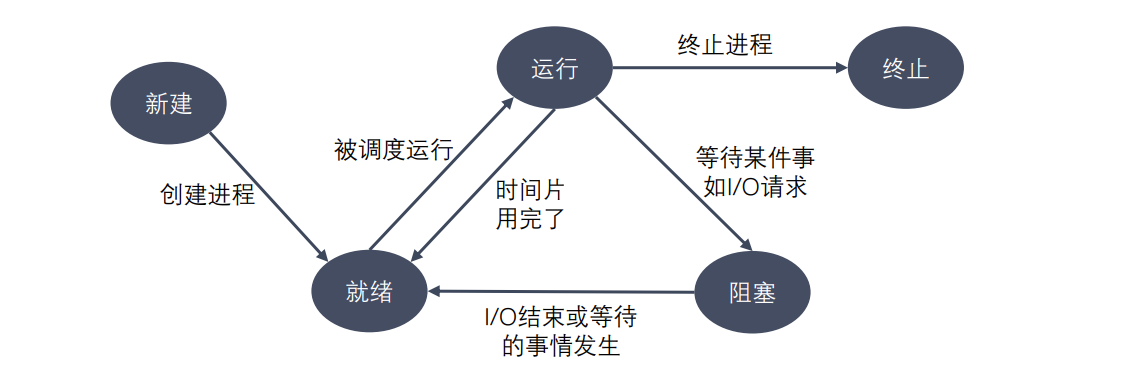 运行
终止进程
终止
新建
被调度运行
等待某件事
如I/O请求
创建进程
时间片
用完了
就绪
阻塞
I/O结束或等待
的事情发生